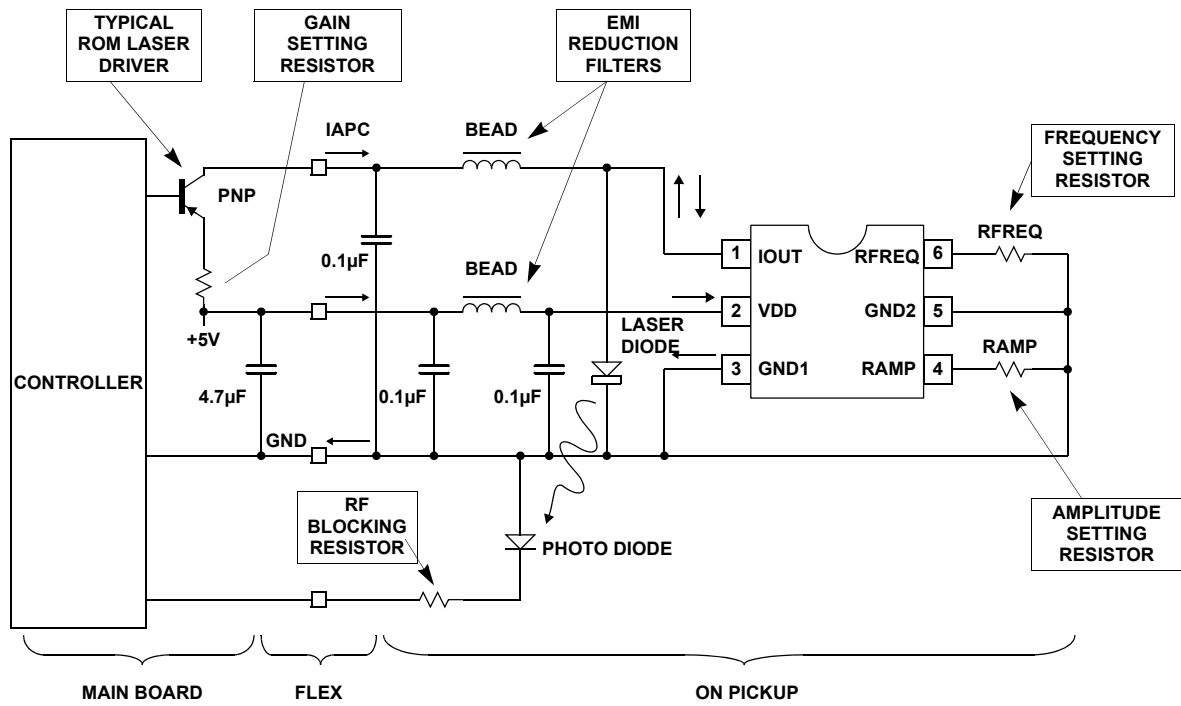 TYPICAL
ROM LASER
DRIVER
GAIN
SETTING
RESISTOR
EMI
REDUCTION
FILTERS
IAPC
BEAD
FREQUENCY
SETTING
RESISTOR
PNP
RFREQ
1
IOUT
RFREQ
6
0.1µF
BEAD
2
VDD
GND2
5
+5V
LASER
DIODE
RAMP
3
GND1
RAMP
4
CONTROLLER
4.7µF
0.1µF
0.1µF
GND
RF
BLOCKING
RESISTOR
PHOTO DIODE
AMPLITUDE
SETTING
RESISTOR
MAIN BOARD
FLEX
ON PICKUP